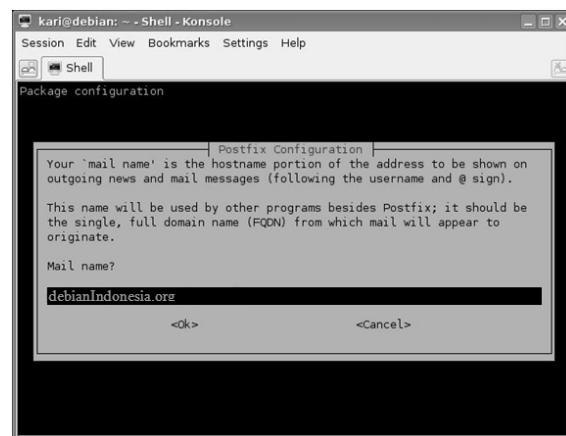 kari@debian: ~ - Shell - Konsole
Session Edit View Bookmarks Settings Help
Shell
Package configuration
Postfix Configuration
Your `mail name' is the hostname portion of the address to be shown on
outgoing news and mail messages (following the username and @ sign).
This name will be used by other programs besides Postfix; it should be
the single, full domain name (FQDN) from which mail will appear to
originate.
Mail name?
debianIndonesia.org
<Ok> <Cancel>